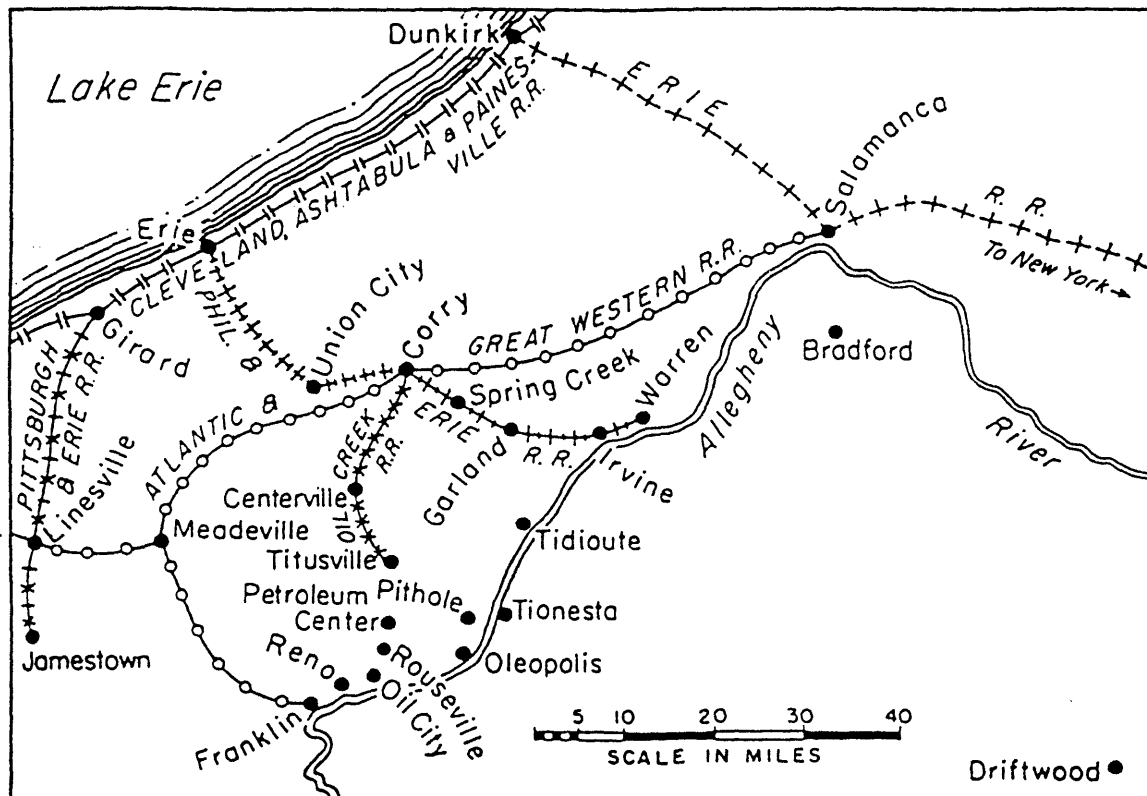 Dunkirk
Lake Erie
ERIE
CLEVELAND, ASHTABULA & PAINES-
VILLE R.R.
Salamanca
R. R.
To New York
Erie
PHIL. &
Union City
Corry
GREAT WESTERN R.R.
Girard
Bradford
Spring Creek
Warren
Allegheny
River
PITTSBURGH
& ERIE R.R.
Linesville
ATLANTIC &
ERIE
R. R.
OIL
CREEK
R.R.
Garland
Irvine
Centerville
Meadeville
Titusville
Tidioute
Petroleum
Center
Pithole
Tionesta
Jamestown
Reno
Rouseville
Oleopolis
Oil City
Franklin
5 10 20 30 40
SCALE IN MILES
Driftwood